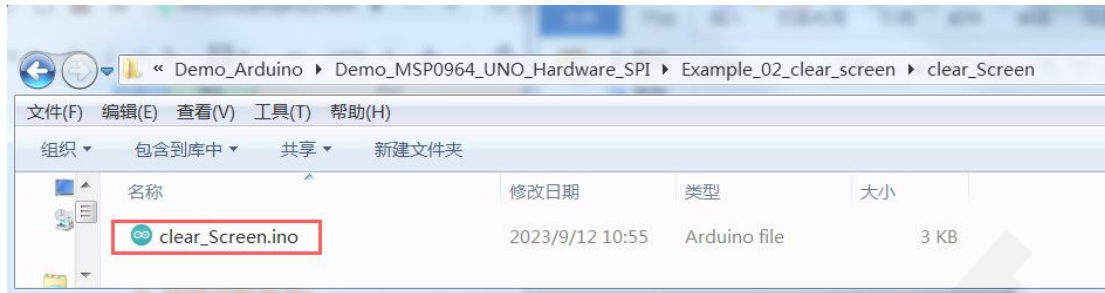 « Demo_Arduino ▸ Demo_MSP0964_UNO_Hardware_SPI ▸ Example_02_clear_screen ▸ clear_Screen
文件(F) 编辑(E) 查看(V) 工具(T) 帮助(H)
组织 包含到库中 共享 新建文件夹
名称 修改日期 类型 大小
clear_Screen.ino 2023/9/12 10:55 Arduino file 3 KB